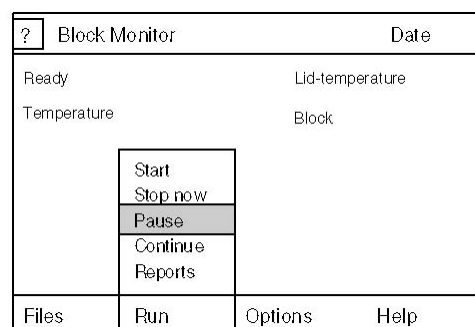 ? Block Monitor Date
Ready Lid-temperature
Temperature Block
Start
Stop now
Pause
Continue
Reports
Files Run Options Help